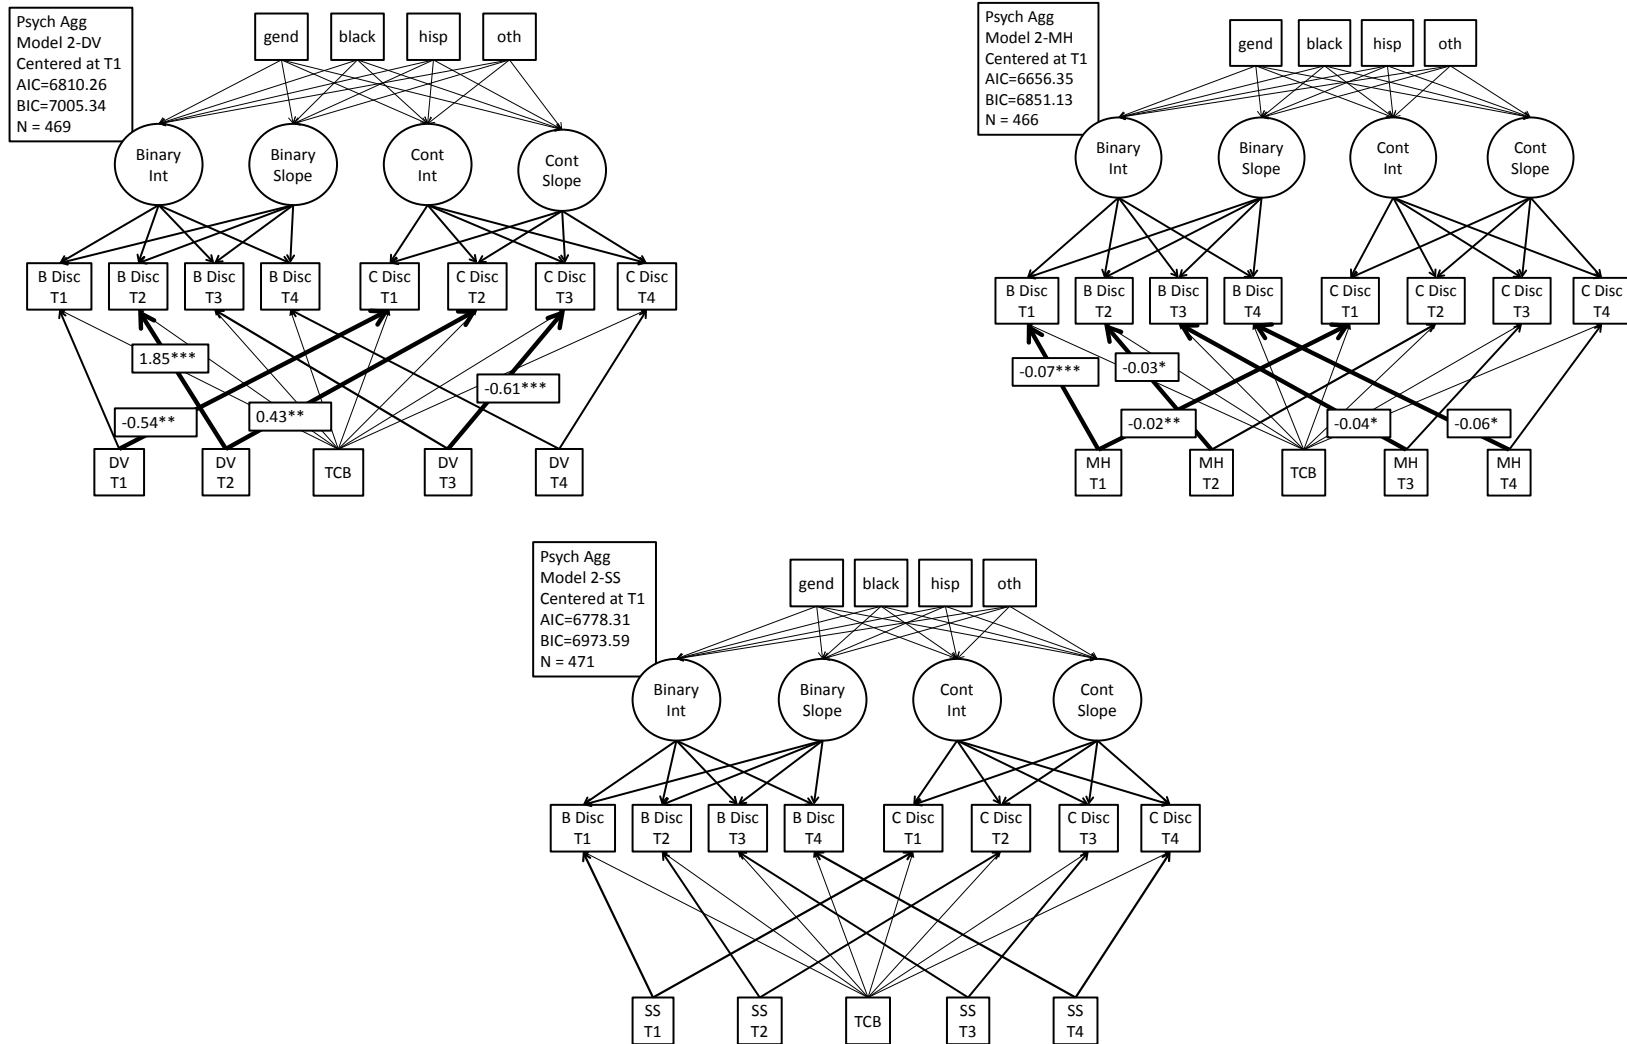 Psych Agg
Model 2-DV
Centered at T1
AIC=6810.26
BIC=7005.34
N = 469
gend
black
hisp
oth
Binary
Int
Binary
Slope
Cont
Int
Cont
Slope
B Disc
T1
B Disc
T2
B Disc
T3
B Disc
T4
C Disc
T1
C Disc
T2
C Disc
T3
C Disc
T4
1.85***
-0.61***
-0.54**
0.43**
DV
T1
DV
T2
TCB
DV
T3
DV
T4
Psych Agg
Model 2-MH
Centered at T1
AIC=6656.35
BIC=6851.13
N = 466
gend
black
hisp
oth
Binary
Int
Binary
Slope
Cont
Int
Cont
Slope
B Disc
T1
B Disc
T2
B Disc
T3
B Disc
T4
C Disc
T1
C Disc
T2
C Disc
T3
C Disc
T4
-0.07***
-0.03*
-0.02**
-0.04*
-0.06*
MH
T1
MH
T2
TCB
MH
T3
MH
T4
Psych Agg
Model 2-SS
Centered at T1
AIC=6778.31
BIC=6973.59
N = 471
gend
black
hisp
oth
Binary
Int
Binary
Slope
Cont
Int
Cont
Slope
B Disc
T1
B Disc
T2
B Disc
T3
B Disc
T4
C Disc
T1
C Disc
T2
C Disc
T3
C Disc
T4
SS
T1
SS
T2
TCB
SS
T3
SS
T4